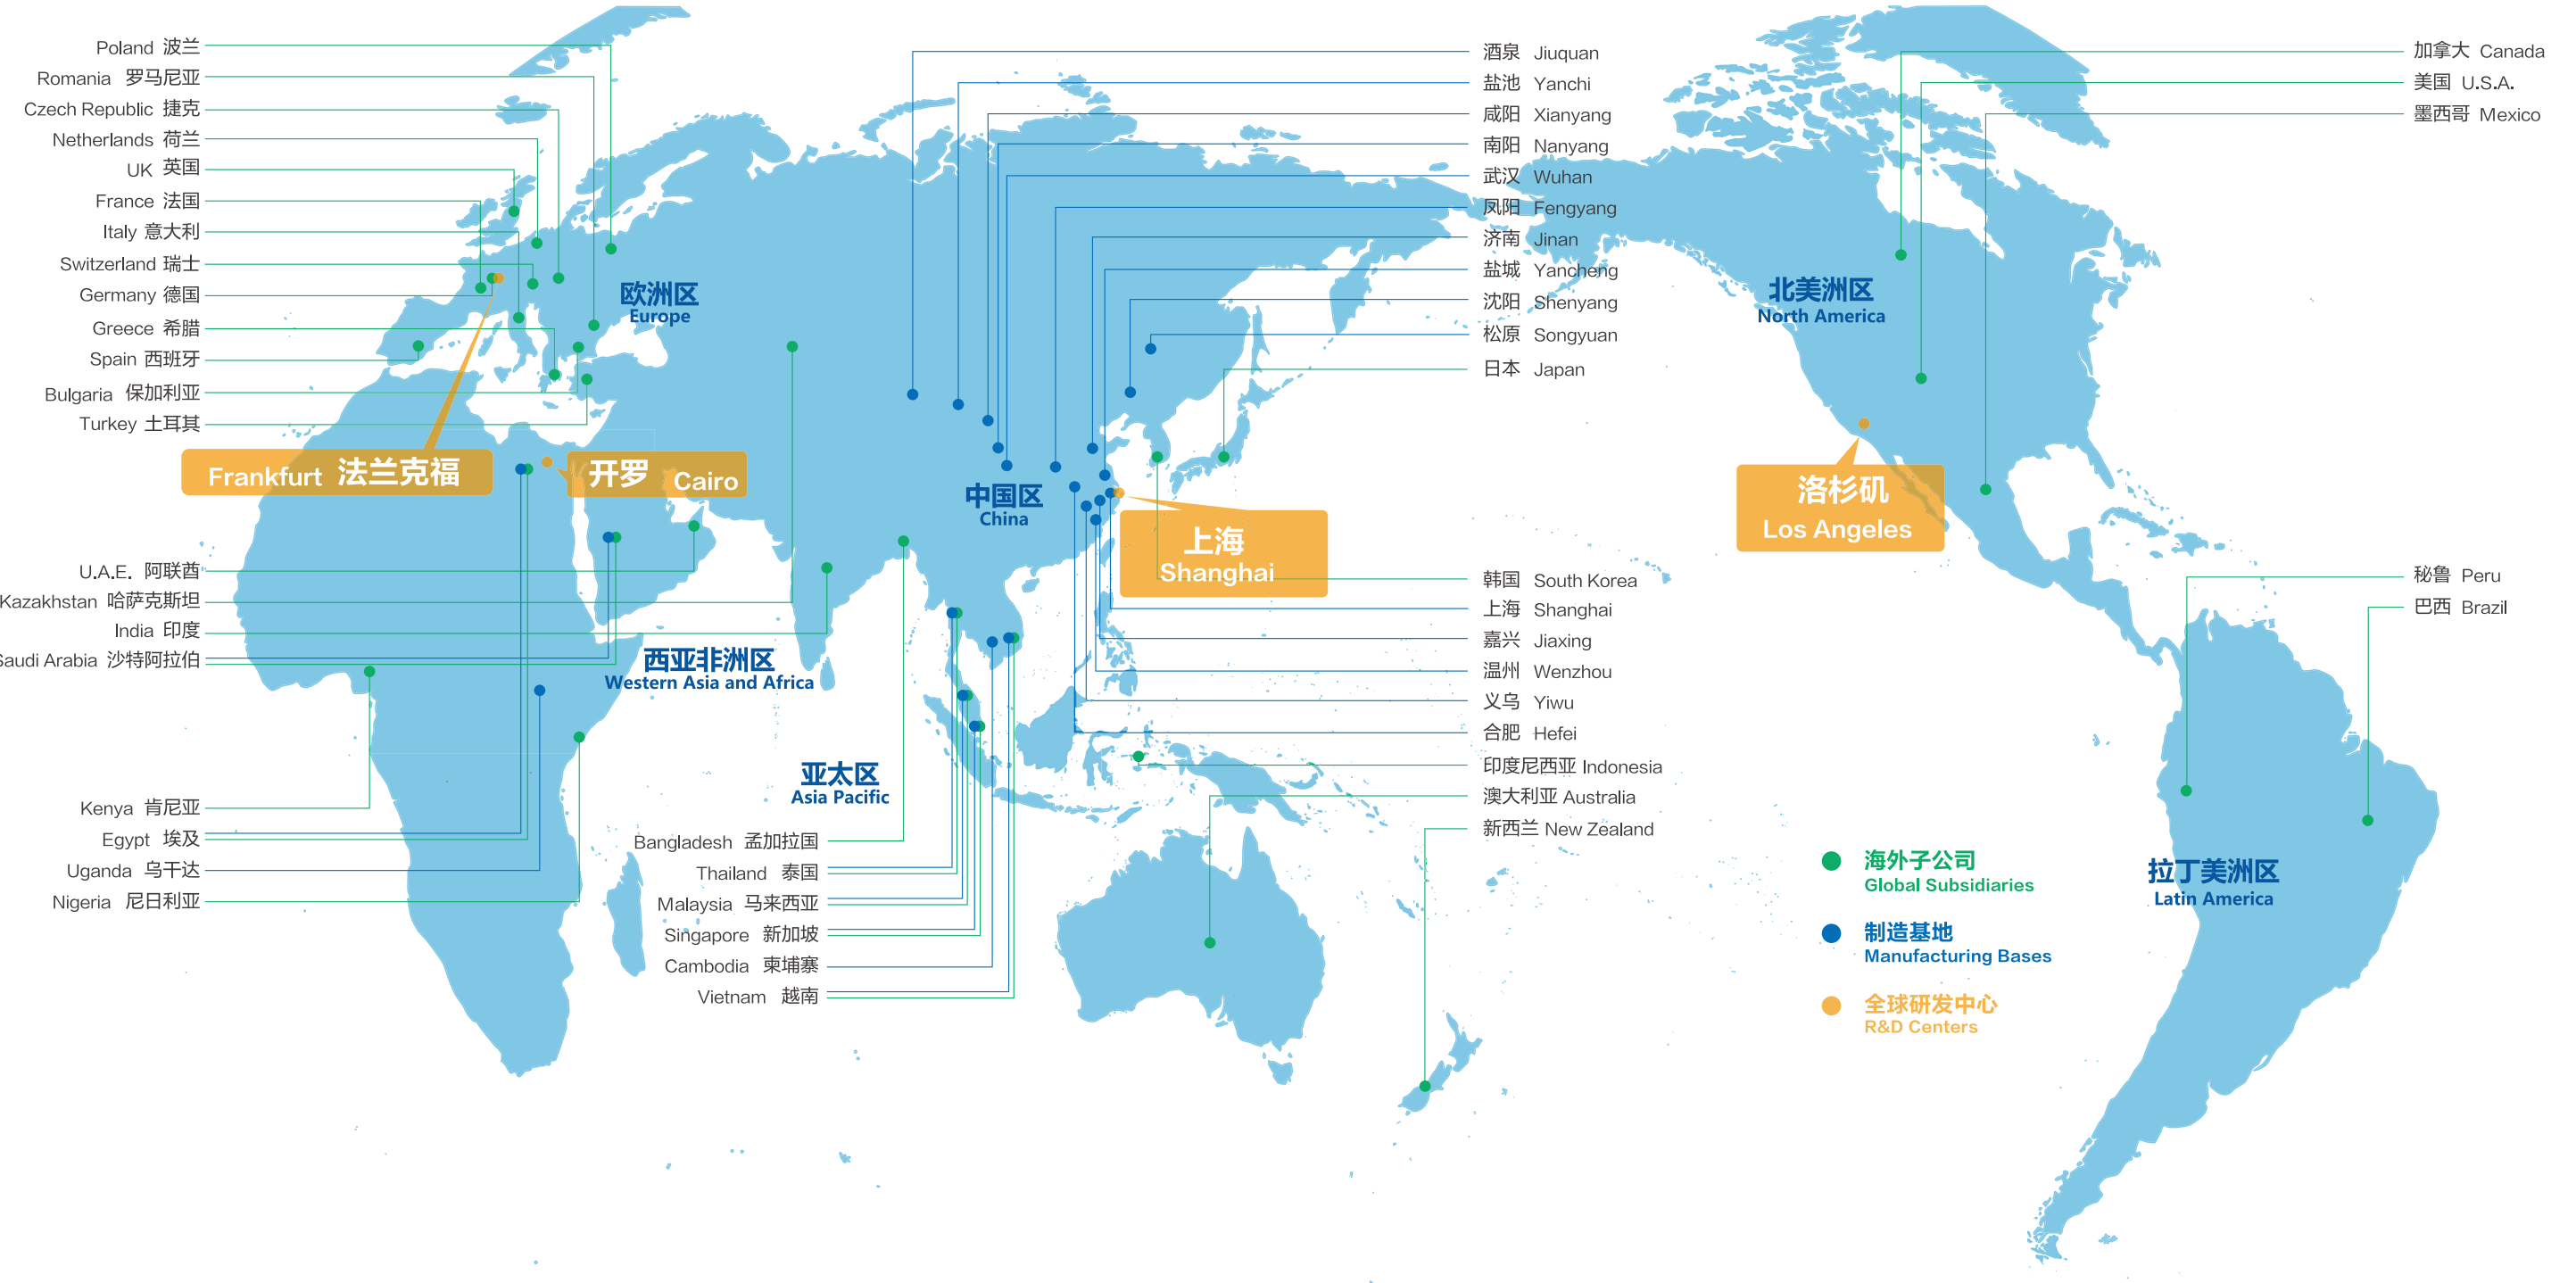 Poland 波兰
Romania 罗马尼亚
Czech Republic 捷克
Netherlands 荷兰
UK 英国
France 法国
Italy 意大利
Switzerland 瑞士
Germany 德国
Greece 希腊
Spain 西班牙
Bulgaria 保加利亚
Turkey 土耳其
Frankfurt 法兰克福
开罗 Cairo
U.A.E. 阿联酋
Kazakhstan 哈萨克斯坦
India 印度
Saudi Arabia 沙特阿拉伯
Kenya 肯尼亚
Egypt 埃及
Uganda 乌干达
Nigeria 尼日利亚
欧洲区
Europe
西亚非洲区
Western Asia and Africa
亚太区
Asia Pacific
Bangladesh 孟加拉国
Thailand 泰国
Malaysia 马来西亚
Singapore 新加坡
Cambodia 柬埔寨
Vietnam 越南
中国区
China
上海
Shanghai
酒泉 Jiuquan
盐池 Yanchi
咸阳 Xianyang
南阳 Nanyang
武汉 Wuhan
凤阳 Fengyang
济南 Jinan
盐城 Yancheng
沈阳 Shenyang
松原 Songyuan
日本 Japan
韩国 South Korea
上海 Shanghai
嘉兴 Jiaxing
温州 Wenzhou
义乌 Yiwu
合肥 Hefei
印度尼西亚 Indonesia
澳大利亚 Australia
新西兰 New Zealand
北美洲区
North America
洛杉矶
Los Angeles
加拿大 Canada
美国 U.S.A.
墨西哥 Mexico
秘鲁 Peru
巴西 Brazil
拉丁美洲区
Latin America
海外子公司
Global Subsidiaries
制造基地
Manufacturing Bases
全球研发中心
R&D Centers